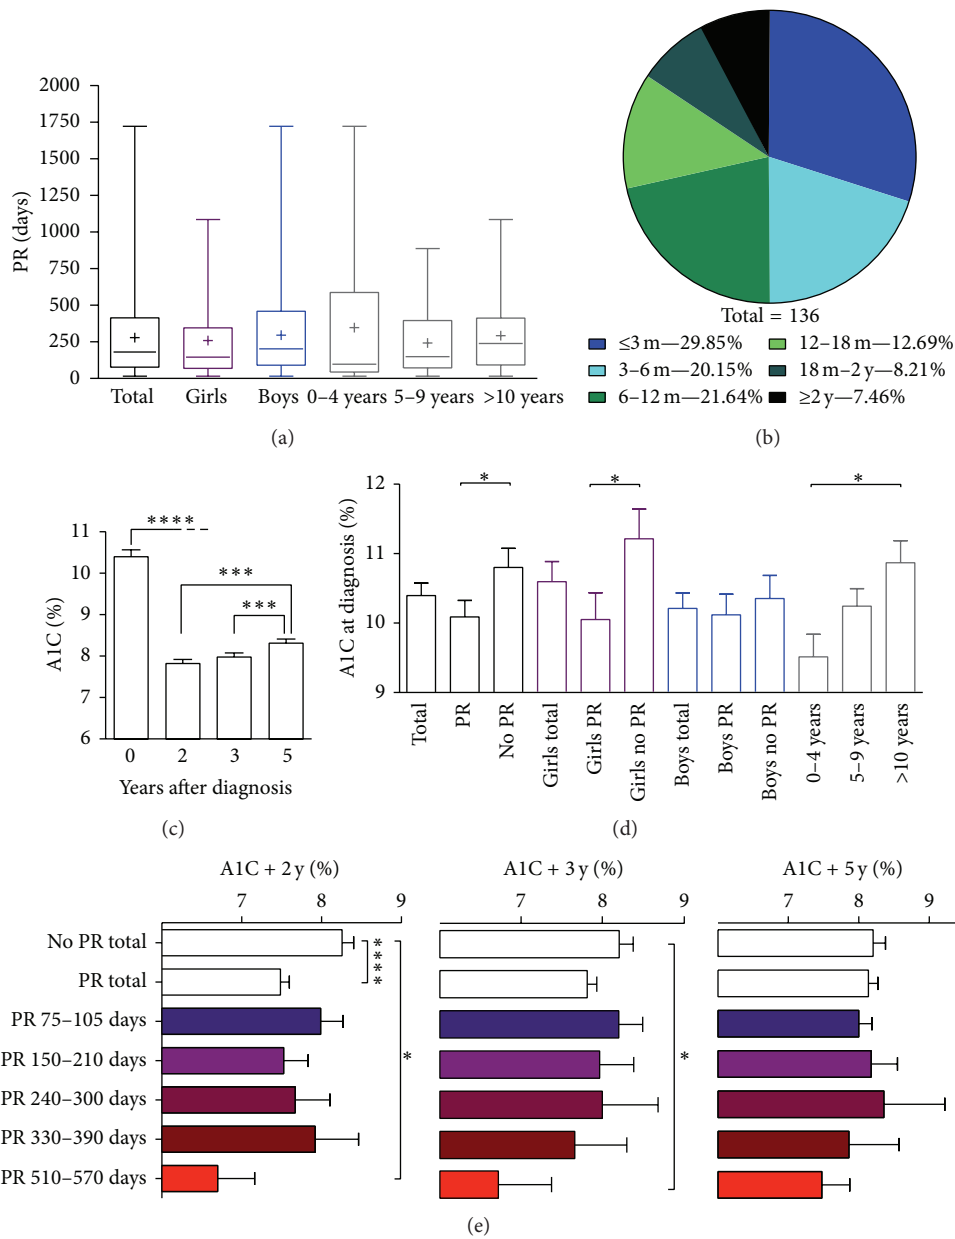 PR (days)
2000
1750
1500
1250
1000
750
500
250
0
Total Girls Boys 0–4 years 5–9 years >10 years
(a)
Total = 136
≤3 m—29.85% 12–18 m—12.69%
3–6 m—20.15% 18 m–2 y—8.21%
6–12 m—21.64% ≥2 y—7.46%
(b)
A1C (%)
11
10
9
8
7
6
****
***
***
0 2 3 5
Years after diagnosis
(c)
A1C at diagnosis (%)
12
11
10
9
* * *
Total
PR
No PR
Girls total
Girls PR
Girls no PR
Boys total
Boys PR
Boys no PR
0–4 years
5–9 years
>10 years
(d)
A1C + 2 y (%) A1C + 3 y (%) A1C + 5 y (%)
7 8 9 7 8 9 7 8 9
No PR total
PR total
PR 75–105 days
PR 150–210 days
PR 240–300 days
PR 330–390 days
PR 510–570 days
****
*
*
(e)